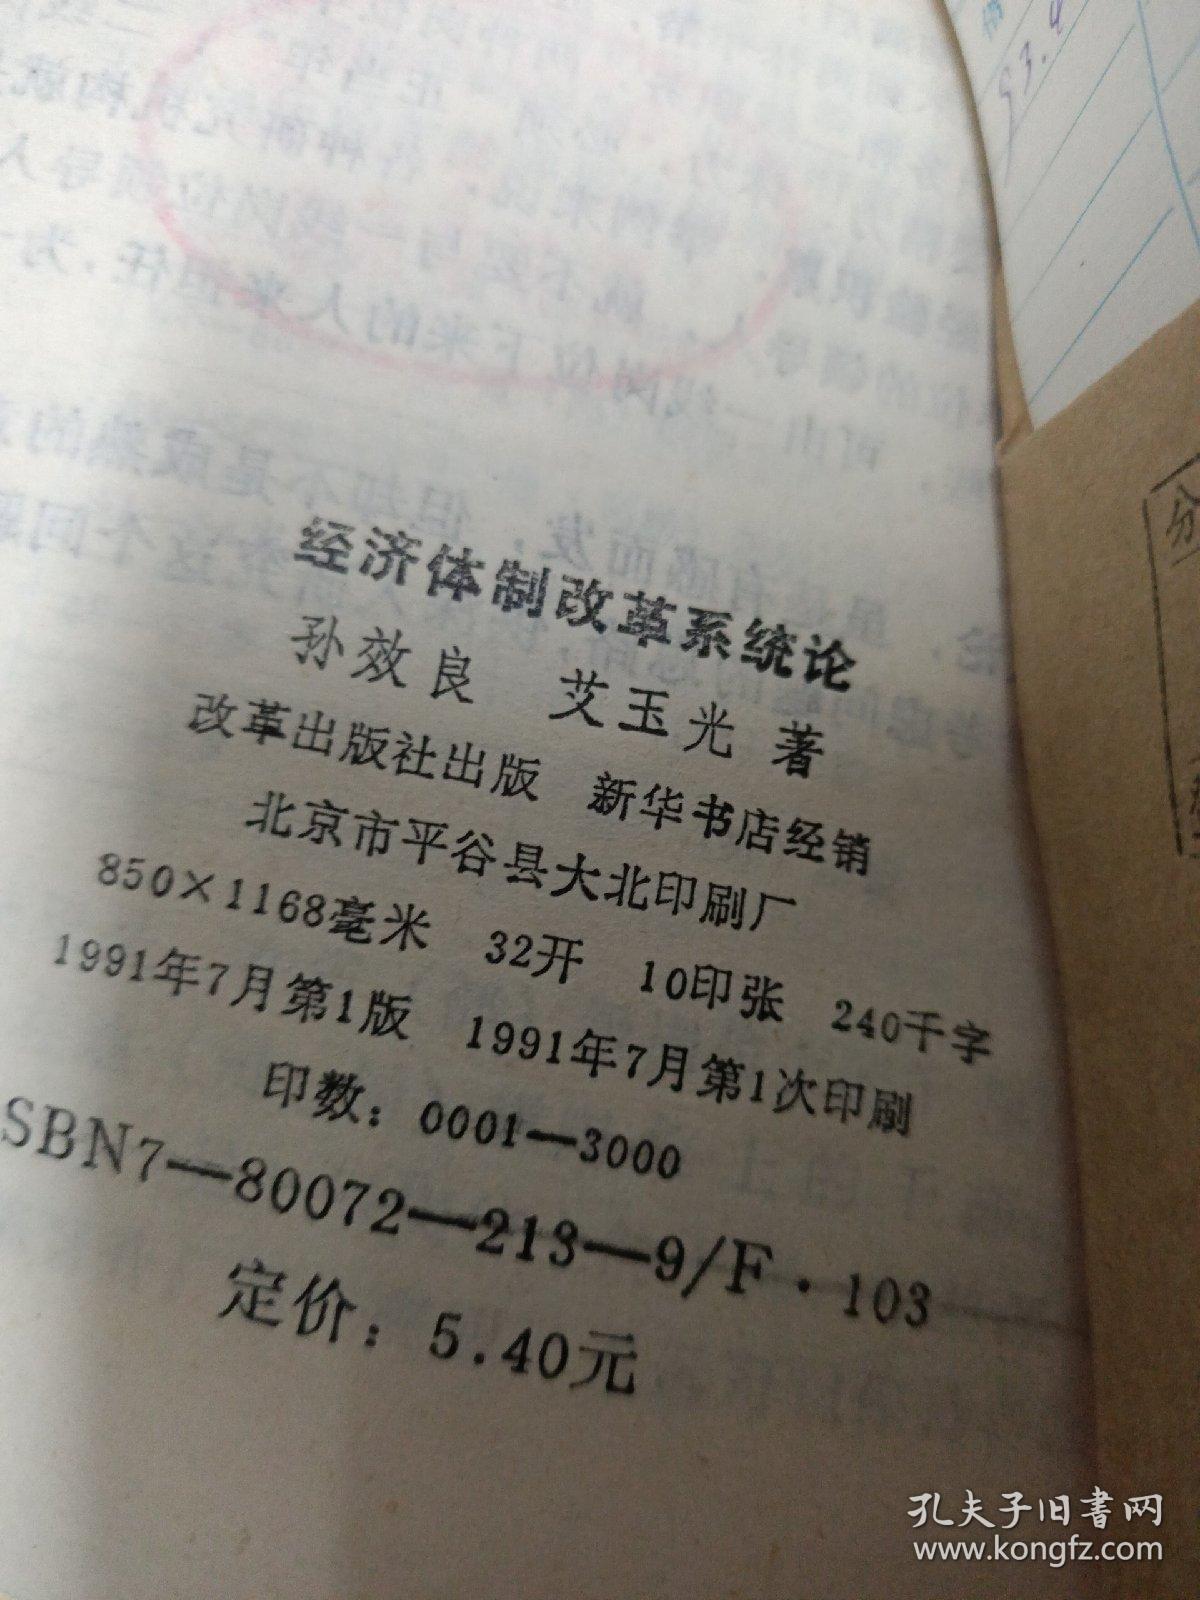 经济体制改革系统论
孙效良 艾玉光 著
改革出版社出版 新华书店经销
北京市平谷县大北印刷厂
850×1168毫米 32开 10印张 240千字
1991年7月第1版 1991年7月第1次印刷
印数：0001—3000
SBN7—80072—213—9/F·103
定价：5.40元
分
孔夫子旧书网
www.kongfz.com